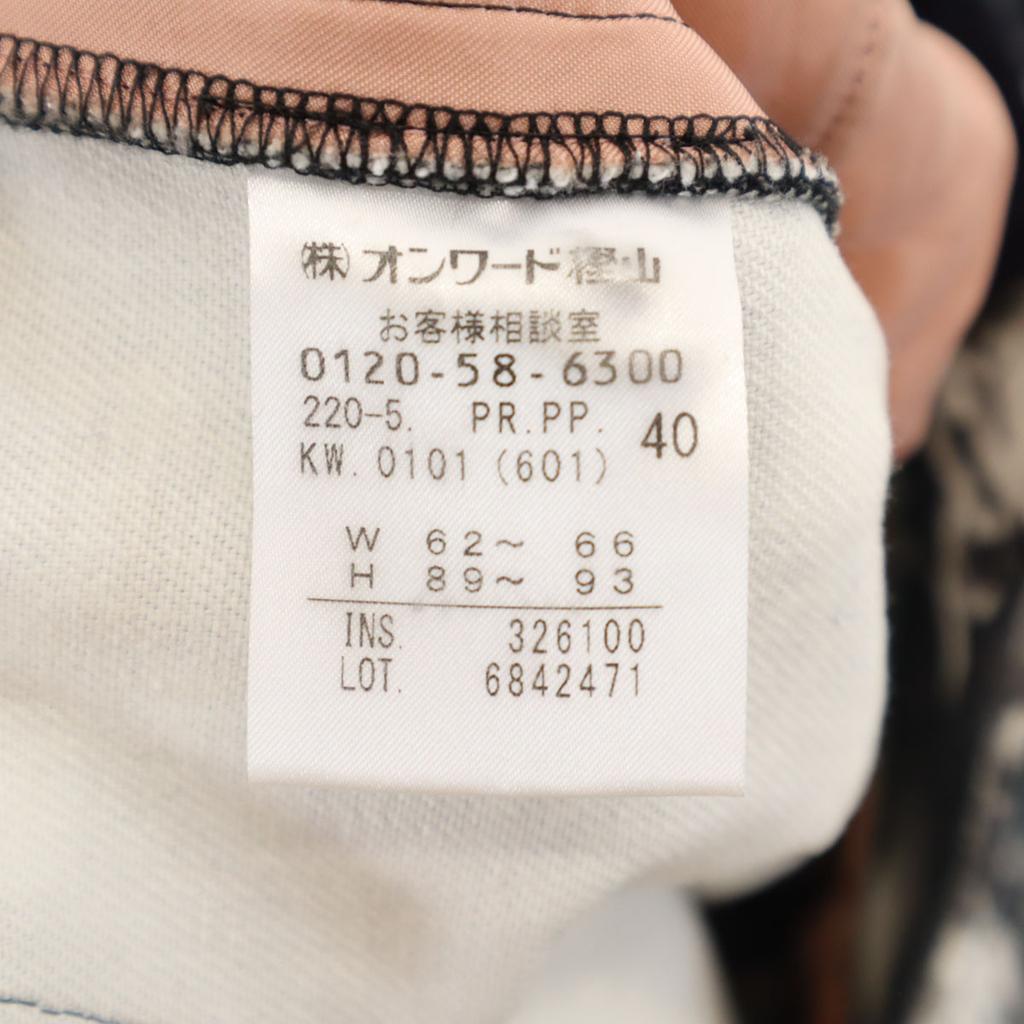 ㈱オンワード樫山
お客様相談室
0120-58-6300
220-5. PR.PP. 40
KW. 0101 (601)
W 62～ 66
H 89～ 93
INS. 326100
LOT. 6842471